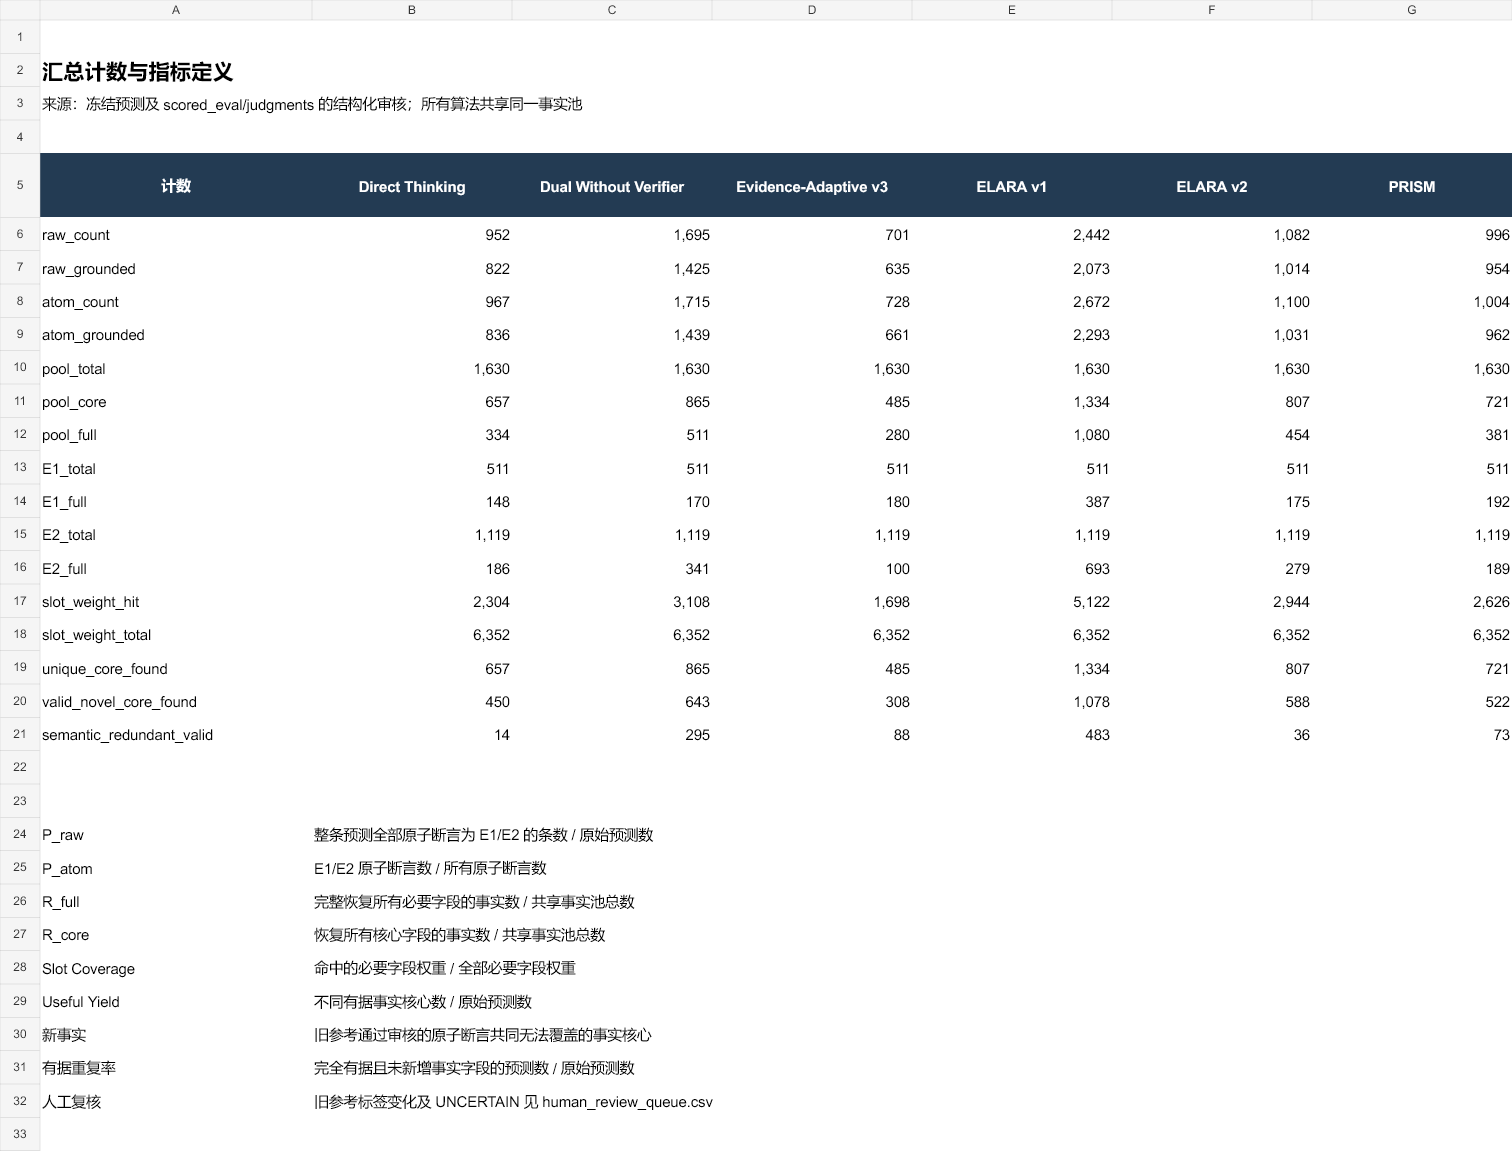 A B C D E F G
1
2 汇总计数与指标定义
3 来源：冻结预测及 scored_eval/judgments 的结构化审核；所有算法共享同一事实池
4
5 计数 Direct Thinking Dual Without Verifier Evidence-Adaptive v3 ELARA v1 ELARA v2 PRISM
6 raw_count 952 1,695 701 2,442 1,082 996
7 raw_grounded 822 1,425 635 2,073 1,014 954
8 atom_count 967 1,715 728 2,672 1,100 1,004
9 atom_grounded 836 1,439 661 2,293 1,031 962
10 pool_total 1,630 1,630 1,630 1,630 1,630 1,630
11 pool_core 657 865 485 1,334 807 721
12 pool_full 334 511 280 1,080 454 381
13 E1_total 511 511 511 511 511 511
14 E1_full 148 170 180 387 175 192
15 E2_total 1,119 1,119 1,119 1,119 1,119 1,119
16 E2_full 186 341 100 693 279 189
17 slot_weight_hit 2,304 3,108 1,698 5,122 2,944 2,626
18 slot_weight_total 6,352 6,352 6,352 6,352 6,352 6,352
19 unique_core_found 657 865 485 1,334 807 721
20 valid_novel_core_found 450 643 308 1,078 588 522
21 semantic_redundant_valid 14 295 88 483 36 73
22
23
24 P_raw 整条预测全部原子断言为 E1/E2 的条数 / 原始预测数
25 P_atom E1/E2 原子断言数 / 所有原子断言数
26 R_full 完整恢复所有必要字段的事实数 / 共享事实池总数
27 R_core 恢复所有核心字段的事实数 / 共享事实池总数
28 Slot Coverage 命中的必要字段权重 / 全部必要字段权重
29 Useful Yield 不同有据事实核心数 / 原始预测数
30 新事实 旧参考通过审核的原子断言共同无法覆盖的事实核心
31 有据重复率 完全有据且未新增事实字段的预测数 / 原始预测数
32 人工复核 旧参考标签变化及 UNCERTAIN 见 human_review_queue.csv
33